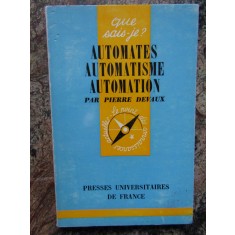 que
sais-je?
AUTOMATES
AUTOMATISME
AUTOMATION
PAR PIERRE DEVAUX
PRESSES UNIVERSITAIRES
DE FRANCE